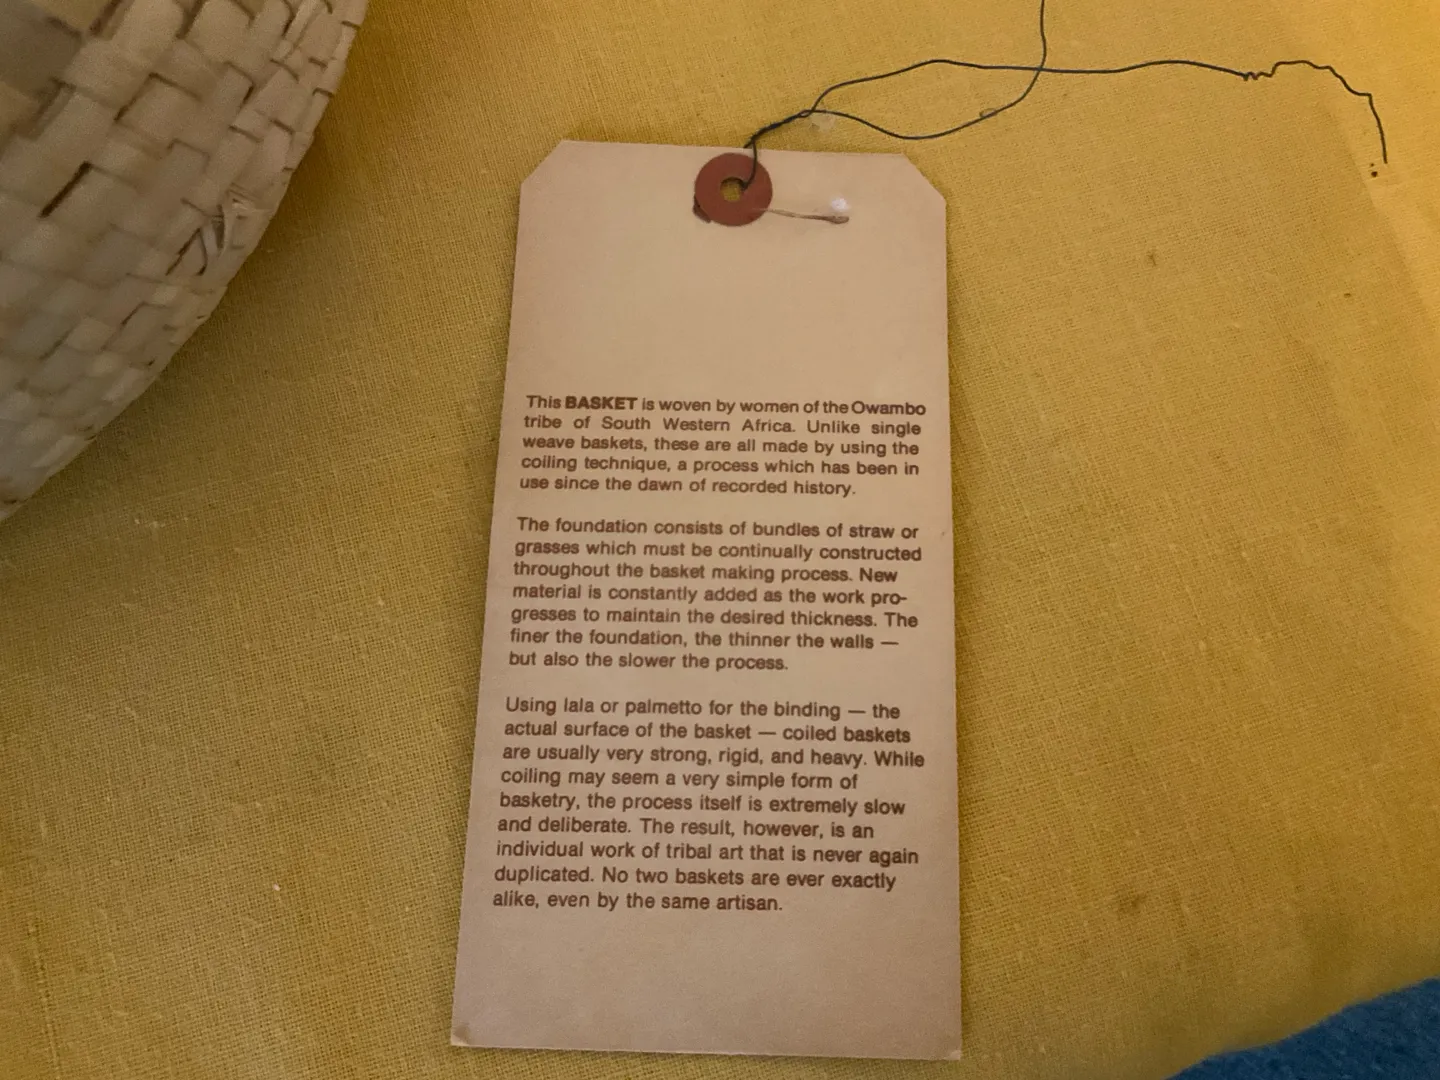 This BASKET is woven by women of the Owambo
tribe of South Western Africa. Unlike single
weave baskets, these are all made by using the
coiling technique, a process which has been in
use since the dawn of recorded history.
The foundation consists of bundles of straw or
grasses which must be continually constructed
throughout the basket making process. New
material is constantly added as the work pro-
gresses to maintain the desired thickness. The
finer the foundation, the thinner the walls —
but also the slower the process.
Using lala or palmetto for the binding — the
actual surface of the basket — coiled baskets
are usually very strong, rigid, and heavy. While
coiling may seem a very simple form of
basketry, the process itself is extremely slow
and deliberate. The result, however, is an
individual work of tribal art that is never again
duplicated. No two baskets are ever exactly
alike, even by the same artisan.